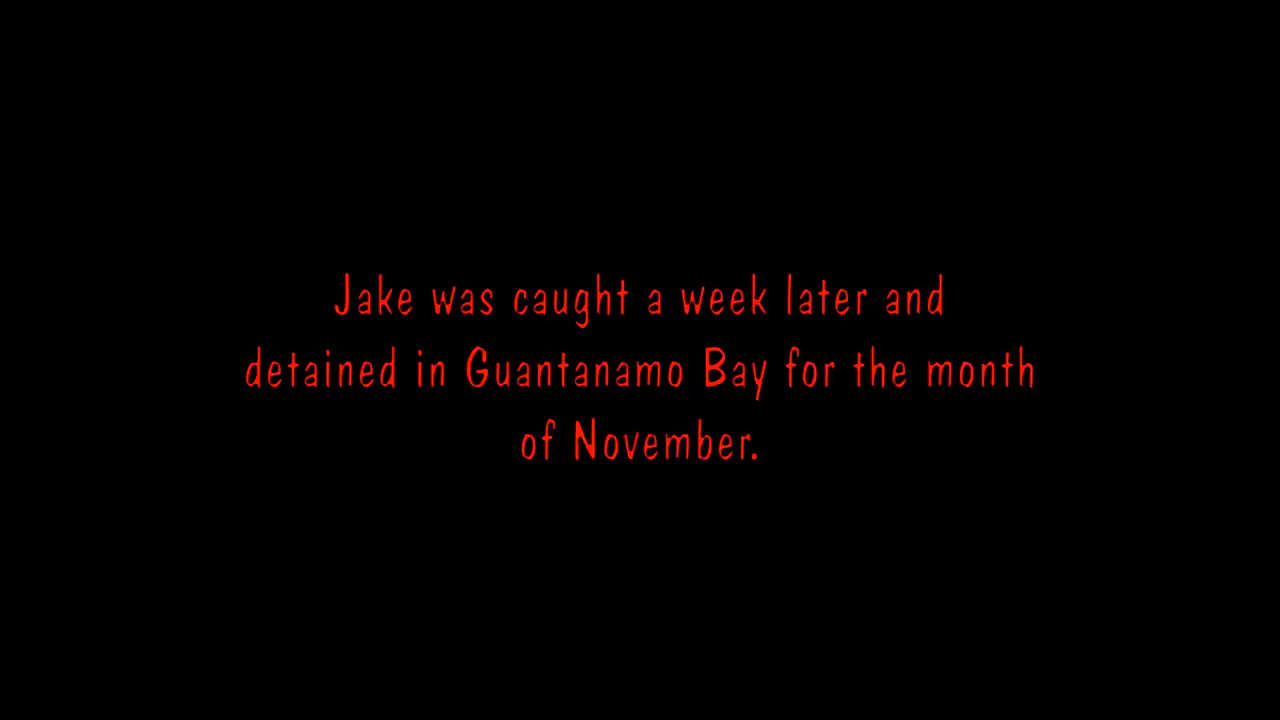 Jake was caught a week later and
detained in Guantanamo Bay for the month
of November.